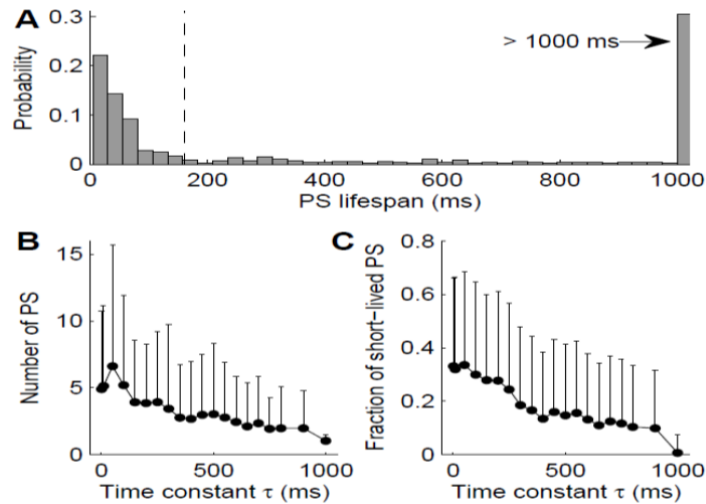 A
0.3
> 1000 ms
0.2
Probability
0.1
0
0 200 400 600 800 1000
PS lifespan (ms)
B
15
10
Number of PS
5
0
0 500 1000
Time constant τ (ms)
C
0.8
0.6
0.4
Fraction of short-lived PS
0.2
0
0 500 1000
Time constant τ (ms)